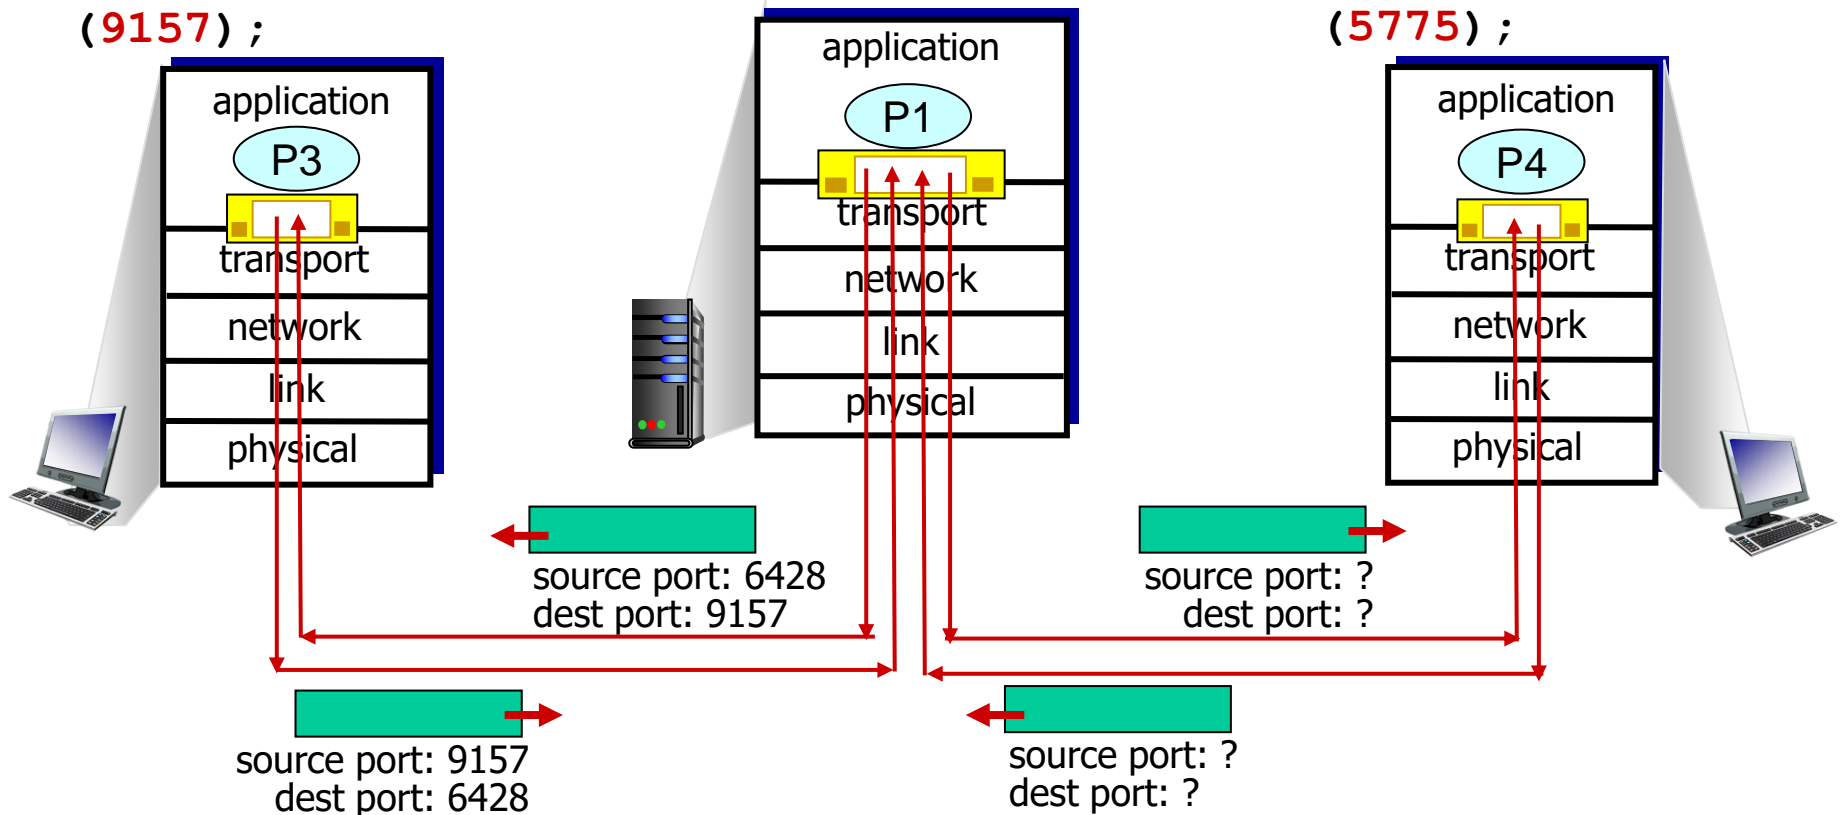 (9157);
application
P3
transport
network
link
physical
application
P1
transport
network
link
physical
(5775);
application
P4
transport
network
link
physical
source port: 6428
dest port: 9157
source port: ?
dest port: ?
source port: 9157
dest port: 6428
source port: ?
dest port: ?